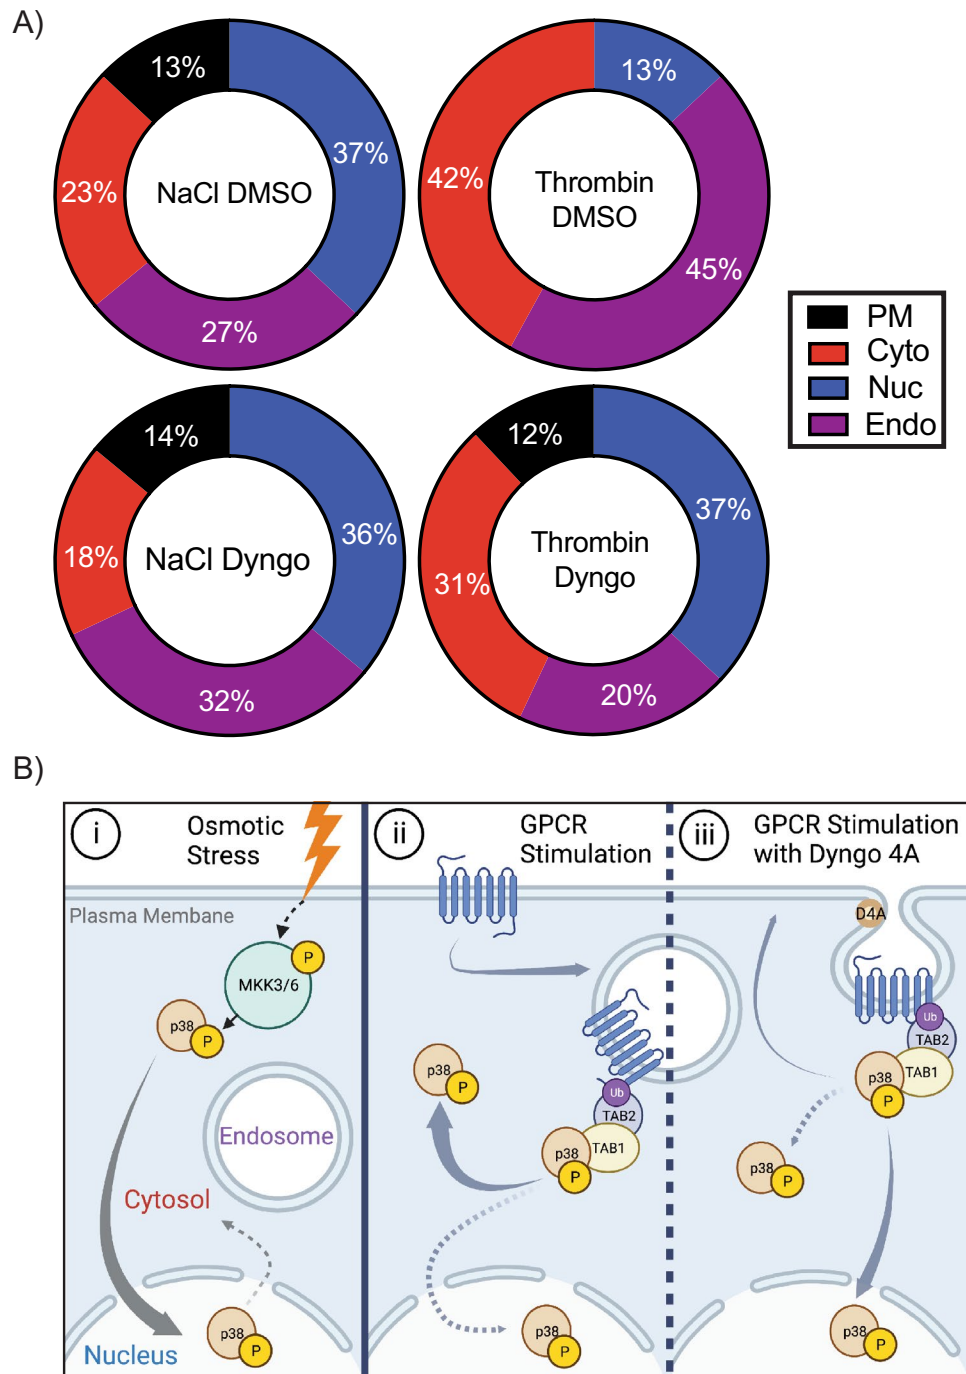 A)
13%
37%
23%
27%
NaCl DMSO
13%
42%
45%
Thrombin
DMSO
PM
Cyto
Nuc
Endo
14%
36%
18%
32%
NaCl Dyngo
12%
37%
31%
20%
Thrombin
Dyngo
B)
i
Osmotic
Stress
Plasma Membane
P
MKK3/6
p38
P
Endosome
Cytosol
p38
P
Nucleus
ii
GPCR
Stimulation
p38
P
Ub
TAB2
TAB1
p38
P
p38
P
iii
GPCR Stimulation
with Dyngo 4A
D4A
Ub
TAB2
TAB1
p38
P
p38
P
p38
P